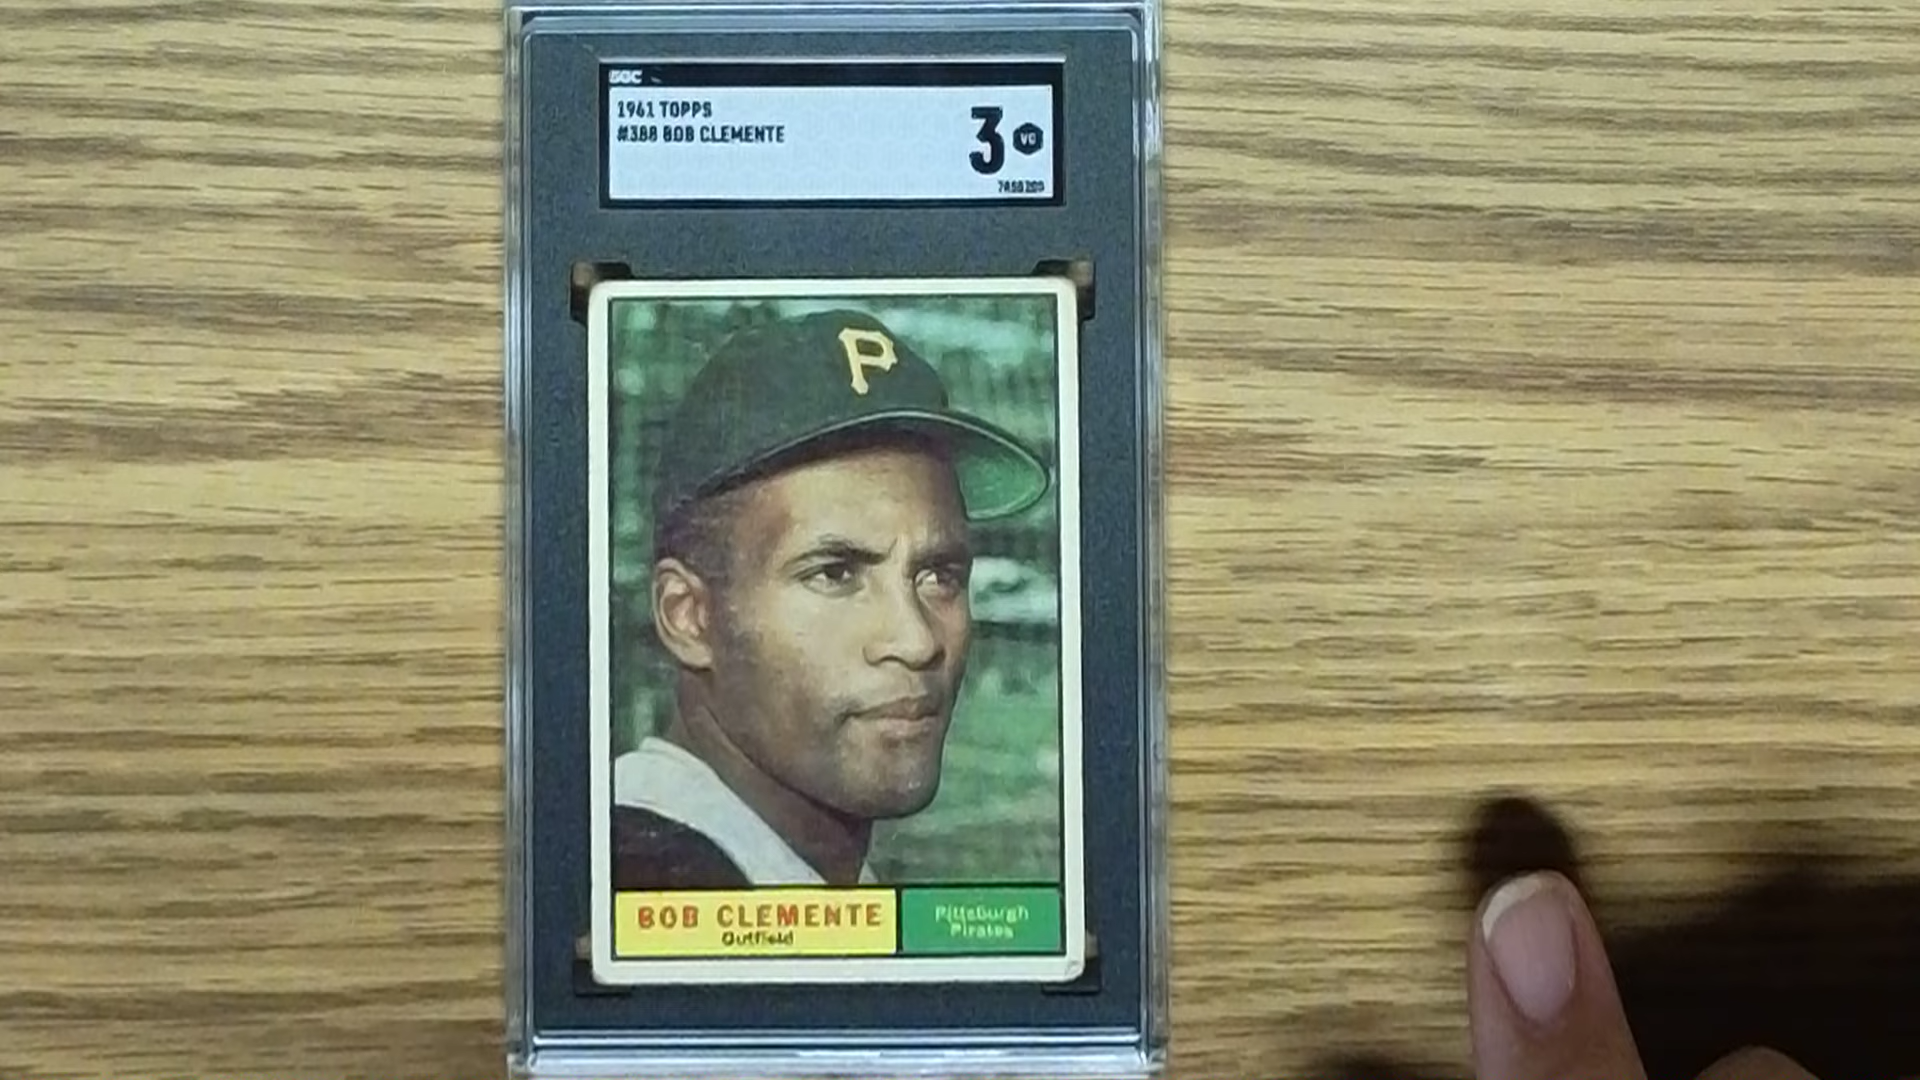 SGC
1961 TOPPS
#388 BOB CLEMENTE
3 VG
P
BOB CLEMENTE
Outfield
Pittsburgh
Pirates